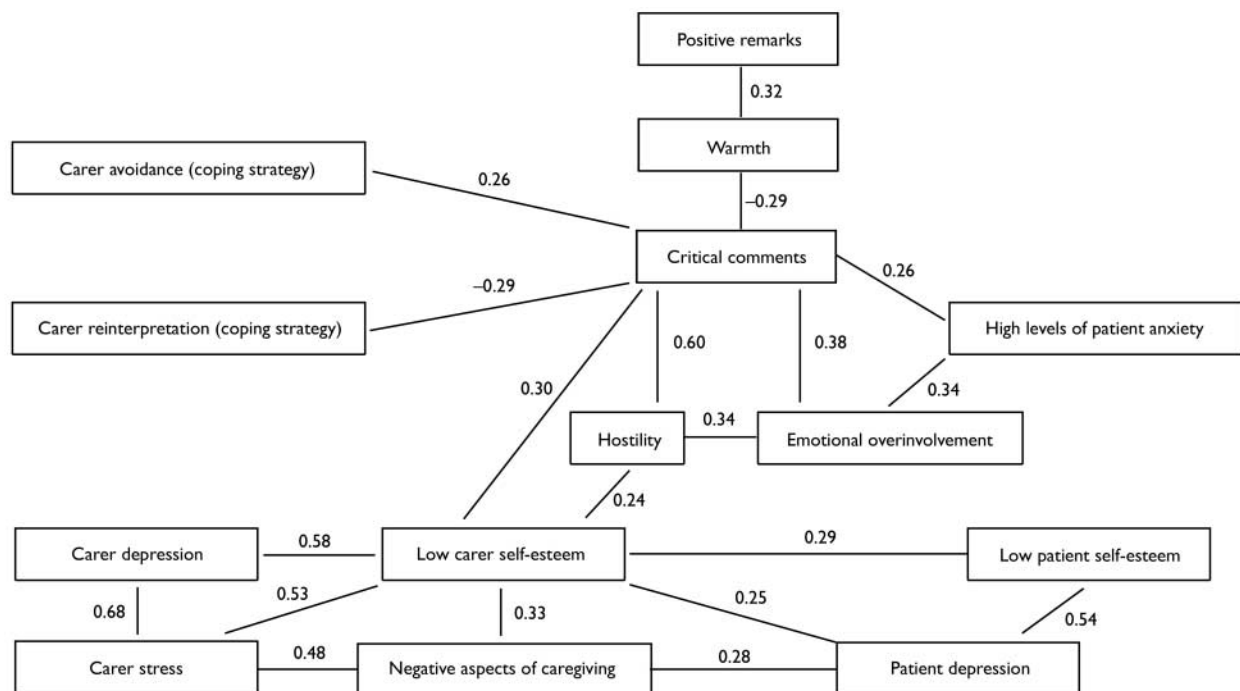 Positive remarks
0.32
Warmth
Carer avoidance (coping strategy)
0.26
–0.29
Critical comments
0.26
–0.29
Carer reinterpretation (coping strategy)
High levels of patient anxiety
0.60
0.38
0.30
0.34
Hostility
0.34
Emotional overinvolvement
0.24
Carer depression
0.58
Low carer self-esteem
0.29
Low patient self-esteem
0.68
0.53
0.33
0.25
0.54
Carer stress
0.48
Negative aspects of caregiving
0.28
Patient depression